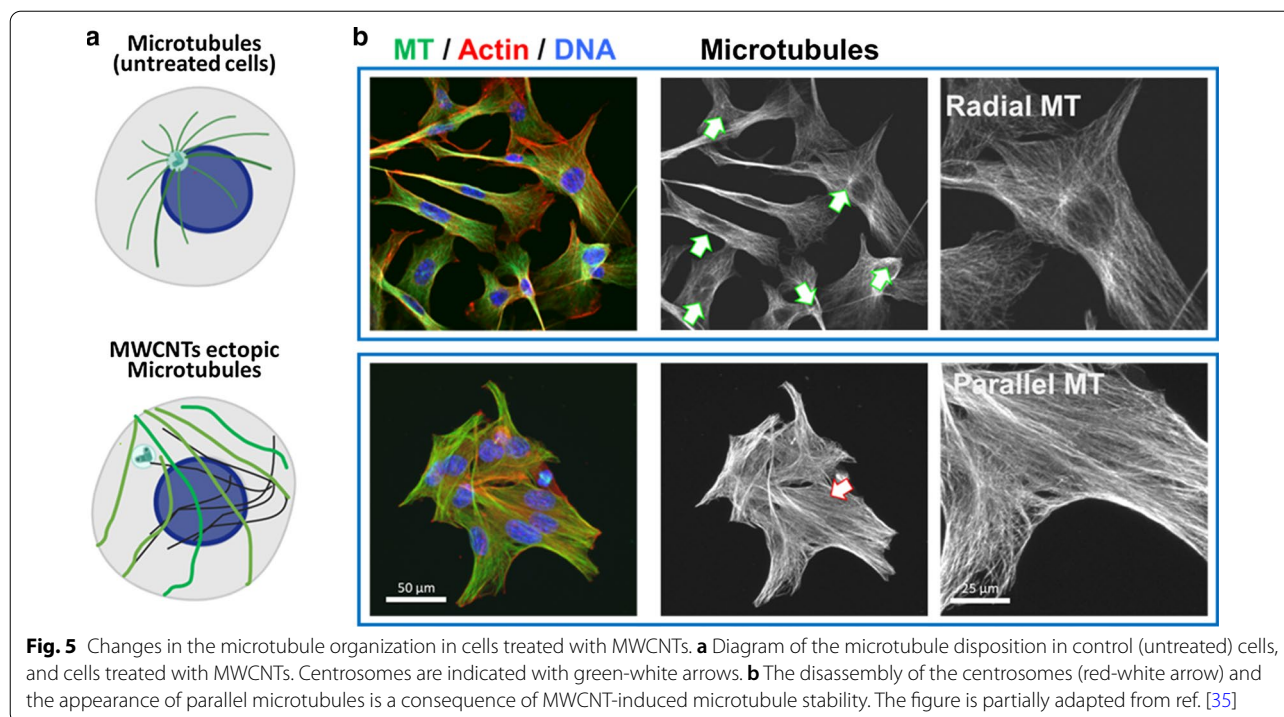 a
Microtubules
(untreated cells)
b
MT / Actin / DNA
Microtubules
Radial MT
MWCNTs ectopic
Microtubules
Parallel MT
50 µm
25 µm
Fig. 5 Changes in the microtubule organization in cells treated with MWCNTs. a Diagram of the microtubule disposition in control (untreated) cells,
and cells treated with MWCNTs. Centrosomes are indicated with green-white arrows. b The disassembly of the centrosomes (red-white arrow) and
the appearance of parallel microtubules is a consequence of MWCNT-induced microtubule stability. The figure is partially adapted from ref. [35]